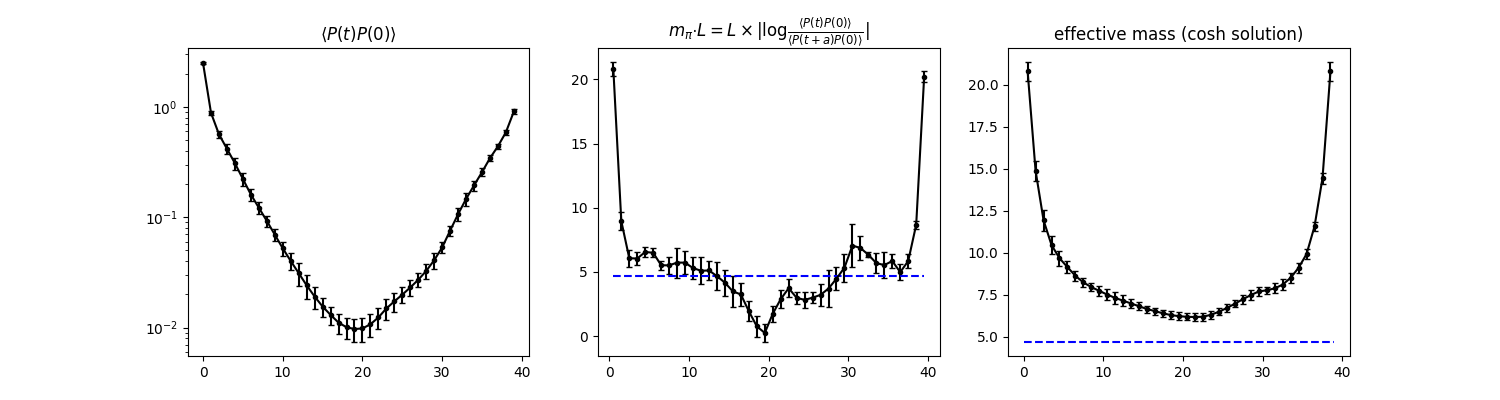 ⟨P(t)P(0)⟩
10⁰
10⁻¹
10⁻²
0 10 20 30 40
m_π·L = L × |log ⟨P(t)P(0)⟩/⟨P(t+a)P(0)⟩|
20
15
10
5
0
0 10 20 30 40
effective mass (cosh solution)
20.0
17.5
15.0
12.5
10.0
7.5
5.0
0 10 20 30 40